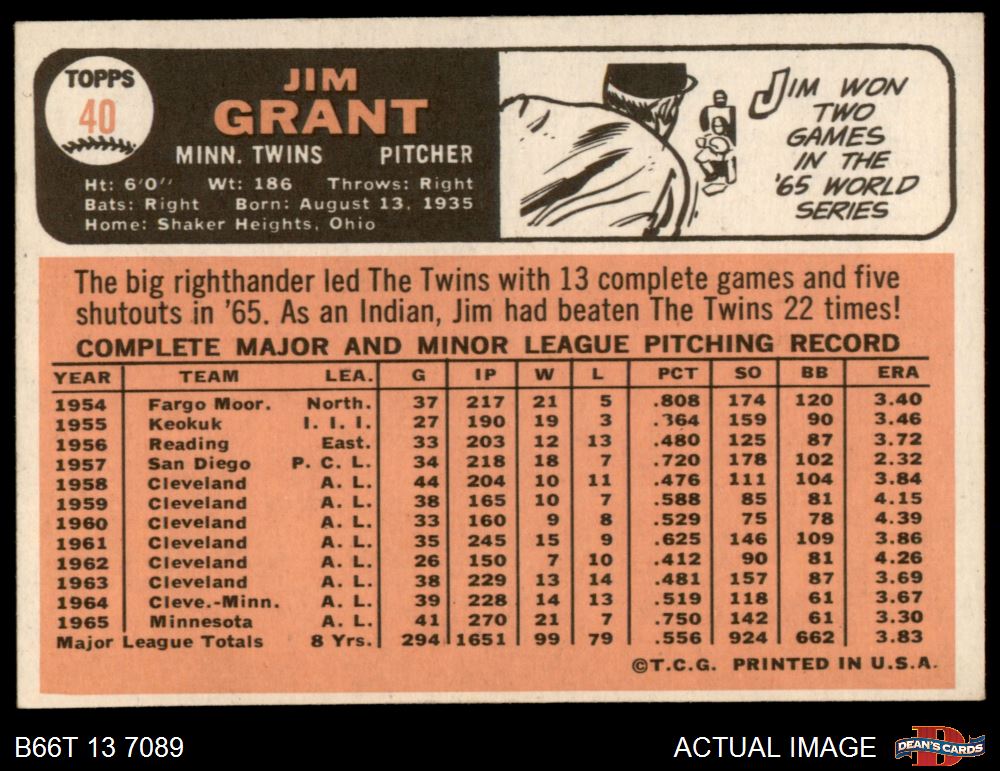 TOPPS
40
JIM
GRANT
MINN. TWINS PITCHER
Ht: 6'0" Wt: 186 Throws: Right
Bats: Right Born: August 13, 1935
Home: Shaker Heights, Ohio
JIM WON
TWO
GAMES
IN THE
'65 WORLD
SERIES
The big righthander led The Twins with 13 complete games and five
shutouts in '65. As an Indian, Jim had beaten The Twins 22 times!
COMPLETE MAJOR AND MINOR LEAGUE PITCHING RECORD
YEAR TEAM LEA. G IP W L PCT SO BB ERA
1954 Fargo Moor. North. 37 217 21 5 .808 174 120 3.40
1955 Keokuk I. I. I. 27 190 19 3 .364 159 90 3.46
1956 Reading East. 33 203 12 13 .480 125 87 3.72
1957 San Diego P. C. L. 34 218 18 7 .720 178 102 2.32
1958 Cleveland A. L. 44 204 10 11 .476 111 104 3.84
1959 Cleveland A. L. 38 165 10 7 .588 85 81 4.15
1960 Cleveland A. L. 33 160 9 8 .529 75 78 4.39
1961 Cleveland A. L. 35 245 15 9 .625 146 109 3.86
1962 Cleveland A. L. 26 150 7 10 .412 90 81 4.26
1963 Cleveland A. L. 38 229 13 14 .481 157 87 3.69
1964 Cleve.-Minn. A. L. 39 228 14 13 .519 118 61 3.67
1965 Minnesota A. L. 41 270 21 7 .750 142 61 3.30
Major League Totals 8 Yrs. 294 1651 99 79 .556 924 662 3.83
©T.C.G. PRINTED IN U.S.A.
B66T 13 7089 ACTUAL IMAGE DEAN'S CARDS